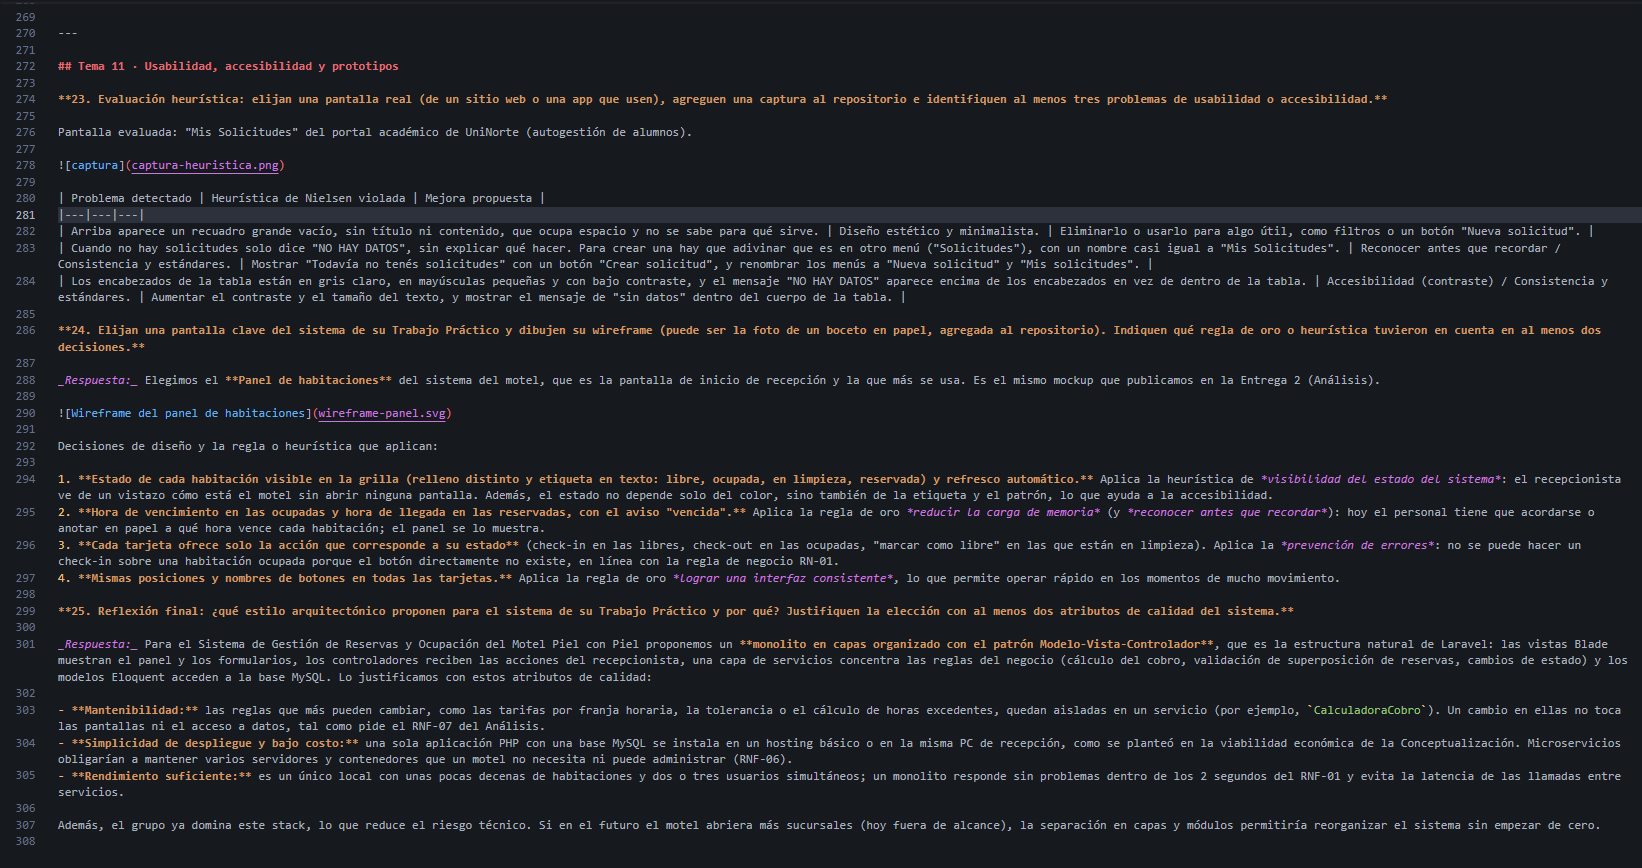 269
270 ---
271
272 ## Tema 11 · Usabilidad, accesibilidad y prototipos
273
274 **23. Evaluación heurística: elijan una pantalla real (de un sitio web o una app que usen), agreguen una captura al repositorio e identifiquen al menos tres problemas de usabilidad o accesibilidad.**
275
276 Pantalla evaluada: "Mis Solicitudes" del portal académico de UniNorte (autogestión de alumnos).
277
278 ![captura](captura-heuristica.png)
279
280 | Problema detectado | Heurística de Nielsen violada | Mejora propuesta |
281 |---|---|---|
282 | Arriba aparece un recuadro grande vacío, sin título ni contenido, que ocupa espacio y no se sabe para qué sirve. | Diseño estético y minimalista. | Eliminarlo o usarlo para algo útil, como filtros o un botón "Nueva solicitud". |
283 | Cuando no hay solicitudes solo dice "NO HAY DATOS", sin explicar qué hacer. Para crear una hay que adivinar que es en otro menú ("Solicitudes"), con un nombre casi igual a "Mis Solicitudes". | Reconocer antes que recordar /
Consistencia y estándares. | Mostrar "Todavía no tenés solicitudes" con un botón "Crear solicitud", y renombrar los menús a "Nueva solicitud" y "Mis solicitudes". |
284 | Los encabezados de la tabla están en gris claro, en mayúsculas pequeñas y con bajo contraste, y el mensaje "NO HAY DATOS" aparece encima de los encabezados en vez de dentro de la tabla. | Accesibilidad (contraste) / Consistencia y
estándares. | Aumentar el contraste y el tamaño del texto, y mostrar el mensaje de "sin datos" dentro del cuerpo de la tabla. |
285
286 **24. Elijan una pantalla clave del sistema de su Trabajo Práctico y dibujen su wireframe (puede ser la foto de un boceto en papel, agregada al repositorio). Indiquen qué regla de oro o heurística tuvieron en cuenta en al menos dos
decisiones.**
287
288 _Respuesta:_ Elegimos el **Panel de habitaciones** del sistema del motel, que es la pantalla de inicio de recepción y la que más se usa. Es el mismo mockup que publicamos en la Entrega 2 (Análisis).
289
290 ![Wireframe del panel de habitaciones](wireframe-panel.svg)
291
292 Decisiones de diseño y la regla o heurística que aplican:
293
294 1. **Estado de cada habitación visible en la grilla (relleno distinto y etiqueta en texto: libre, ocupada, en limpieza, reservada) y refresco automático.** Aplica la heurística de *visibilidad del estado del sistema*: el recepcionista
ve de un vistazo cómo está el motel sin abrir ninguna pantalla. Además, el estado no depende solo del color, sino también de la etiqueta y el patrón, lo que ayuda a la accesibilidad.
295 2. **Hora de vencimiento en las ocupadas y hora de llegada en las reservadas, con el aviso "vencida".** Aplica la regla de oro *reducir la carga de memoria* (y *reconocer antes que recordar*): hoy el personal tiene que acordarse o
anotar en papel a qué hora vence cada habitación; el panel se lo muestra.
296 3. **Cada tarjeta ofrece solo la acción que corresponde a su estado** (check-in en las libres, check-out en las ocupadas, "marcar como libre" en las que están en limpieza). Aplica la *prevención de errores*: no se puede hacer un
check-in sobre una habitación ocupada porque el botón directamente no existe, en línea con la regla de negocio RN-01.
297 4. **Mismas posiciones y nombres de botones en todas las tarjetas.** Aplica la regla de oro *lograr una interfaz consistente*, lo que permite operar rápido en los momentos de mucho movimiento.
298
299 **25. Reflexión final: ¿qué estilo arquitectónico proponen para el sistema de su Trabajo Práctico y por qué? Justifiquen la elección con al menos dos atributos de calidad del sistema.**
300
301 _Respuesta:_ Para el Sistema de Gestión de Reservas y Ocupación del Motel Piel con Piel proponemos un **monolito en capas organizado con el patrón Modelo-Vista-Controlador**, que es la estructura natural de Laravel: las vistas Blade
muestran el panel y los formularios, los controladores reciben las acciones del recepcionista, una capa de servicios concentra las reglas del negocio (cálculo del cobro, validación de superposición de reservas, cambios de estado) y los
modelos Eloquent acceden a la base MySQL. Lo justificamos con estos atributos de calidad:
302
303 - **Mantenibilidad:** las reglas que más pueden cambiar, como las tarifas por franja horaria, la tolerancia o el cálculo de horas excedentes, quedan aisladas en un servicio (por ejemplo, `CalculadoraCobro`). Un cambio en ellas no toca
las pantallas ni el acceso a datos, tal como pide el RNF-07 del Análisis.
304 - **Simplicidad de despliegue y bajo costo:** una sola aplicación PHP con una base MySQL se instala en un hosting básico o en la misma PC de recepción, como se planteó en la viabilidad económica de la Conceptualización. Microservicios
obligarían a mantener varios servidores y contenedores que un motel no necesita ni puede administrar (RNF-06).
305 - **Rendimiento suficiente:** es un único local con unas pocas decenas de habitaciones y dos o tres usuarios simultáneos; un monolito responde sin problemas dentro de los 2 segundos del RNF-01 y evita la latencia de las llamadas entre
servicios.
306
307 Además, el grupo ya domina este stack, lo que reduce el riesgo técnico. Si en el futuro el motel abriera más sucursales (hoy fuera de alcance), la separación en capas y módulos permitiría reorganizar el sistema sin empezar de cero.
308